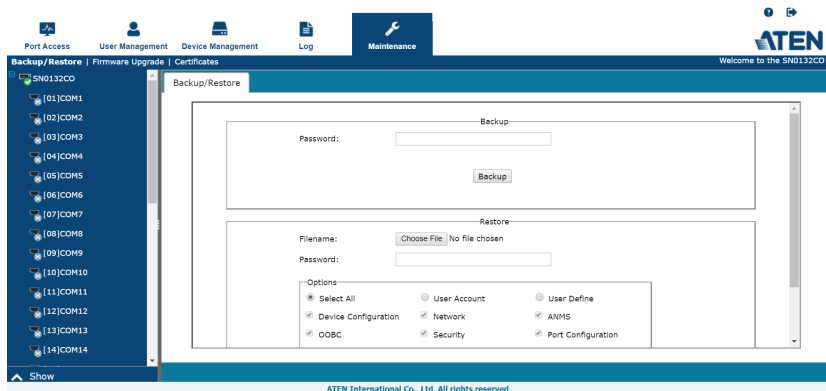 Port Access
User Management
Device Management
Log
Maintenance
ATEN
Backup/Restore | Firmware Upgrade | Certificates
Welcome to the SN0132CO
SN0132CO
[01]COM1
[02]COM2
[03]COM3
[04]COM4
[05]COM5
[06]COM6
[07]COM7
[08]COM8
[09]COM9
[10]COM10
[11]COM11
[12]COM12
[13]COM13
[14]COM14
Show
Backup/Restore
Backup
Password:
Backup
Restore
Filename: Choose File No file chosen
Password:
Options
Select All User Account User Define
Device Configuration Network ANMS
OOBC Security Port Configuration
ATEN International Co., Ltd. All rights reserved.